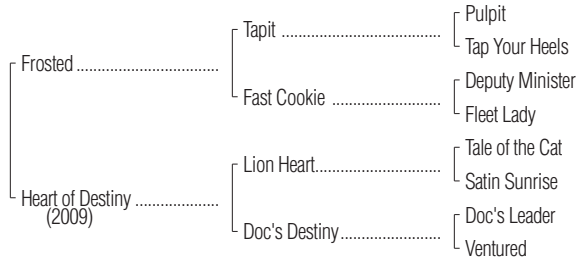 Pulpit
Tapit ........................................
Tap Your Heels
Frosted ....................................
Deputy Minister
Fast Cookie ...........................
Fleet Lady
Tale of the Cat
Lion Heart................................
Satin Sunrise
Heart of Destiny .....................
(2009)
Doc's Leader
Doc's Destiny.........................
Ventured